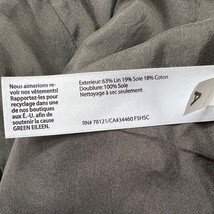 Nous aimerions re-
voir nos vêtements!
Rapportez-les pour
recyclage dans une
de nos boutiques
aux É.-U. afin de
soutenir la cause
GREEN EILEEN.
Exterieur: 63% Lin 19% Soie 18% Coton
Doublure: 100% Soie
Nettoyage à sec seulement
RN# 78121/CA#34460 FSHSC